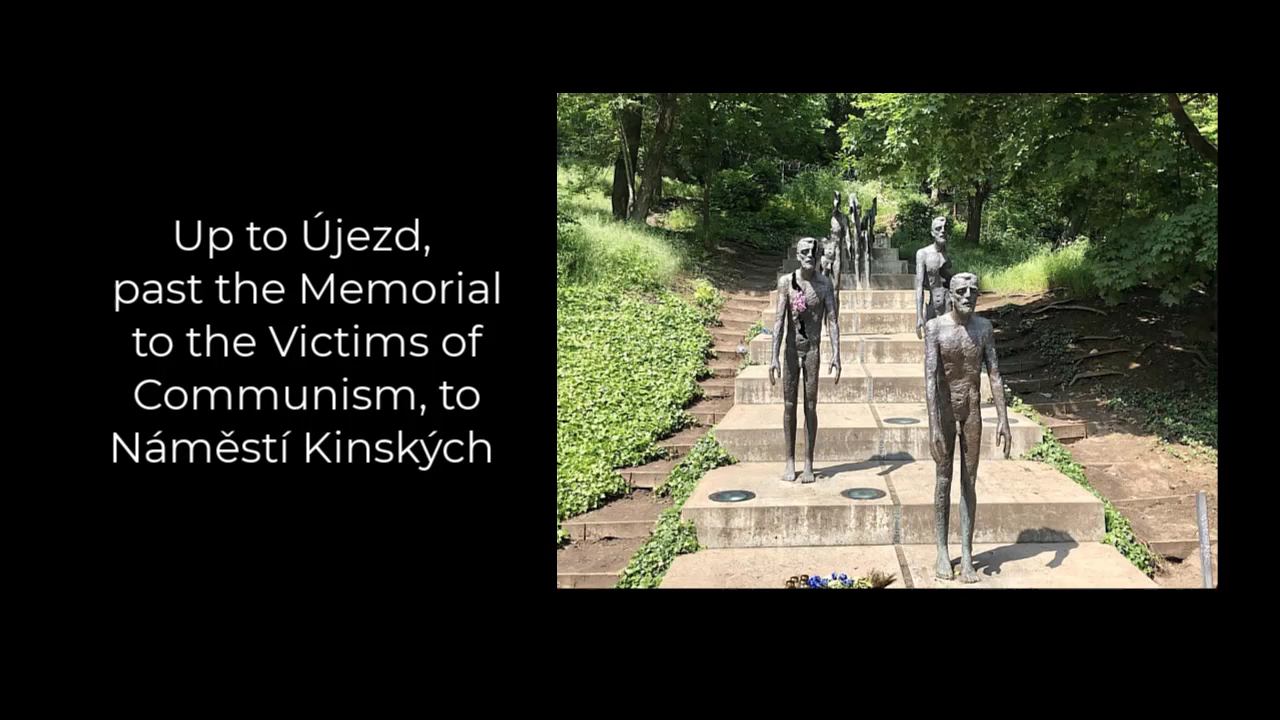 Up to Újezd,
past the Memorial
to the Victims of
Communism, to
Náměstí Kinských